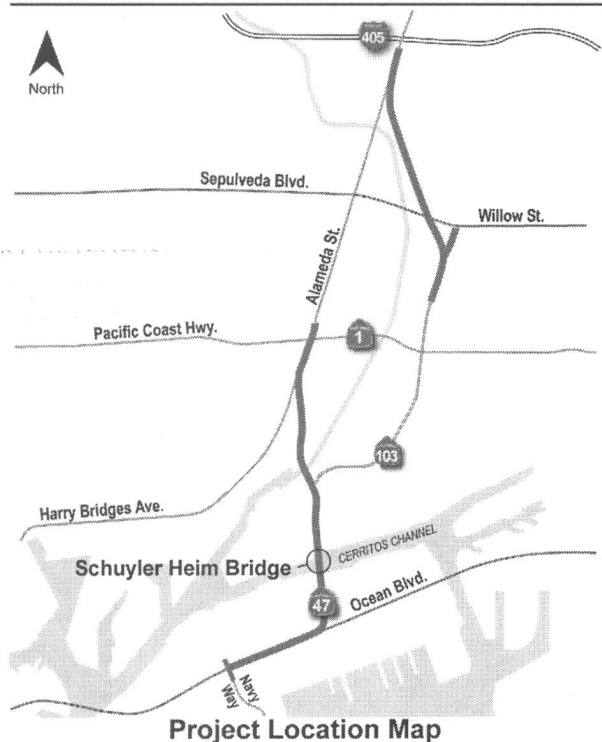 405
North
Sepulveda Blvd.
Willow St.
Alameda St.
Pacific Coast Hwy.
1
103
Harry Bridges Ave.
CERRITOS CHANNEL
Schuyler Heim Bridge
47
Ocean Blvd.
Navy
Way
Project Location Map